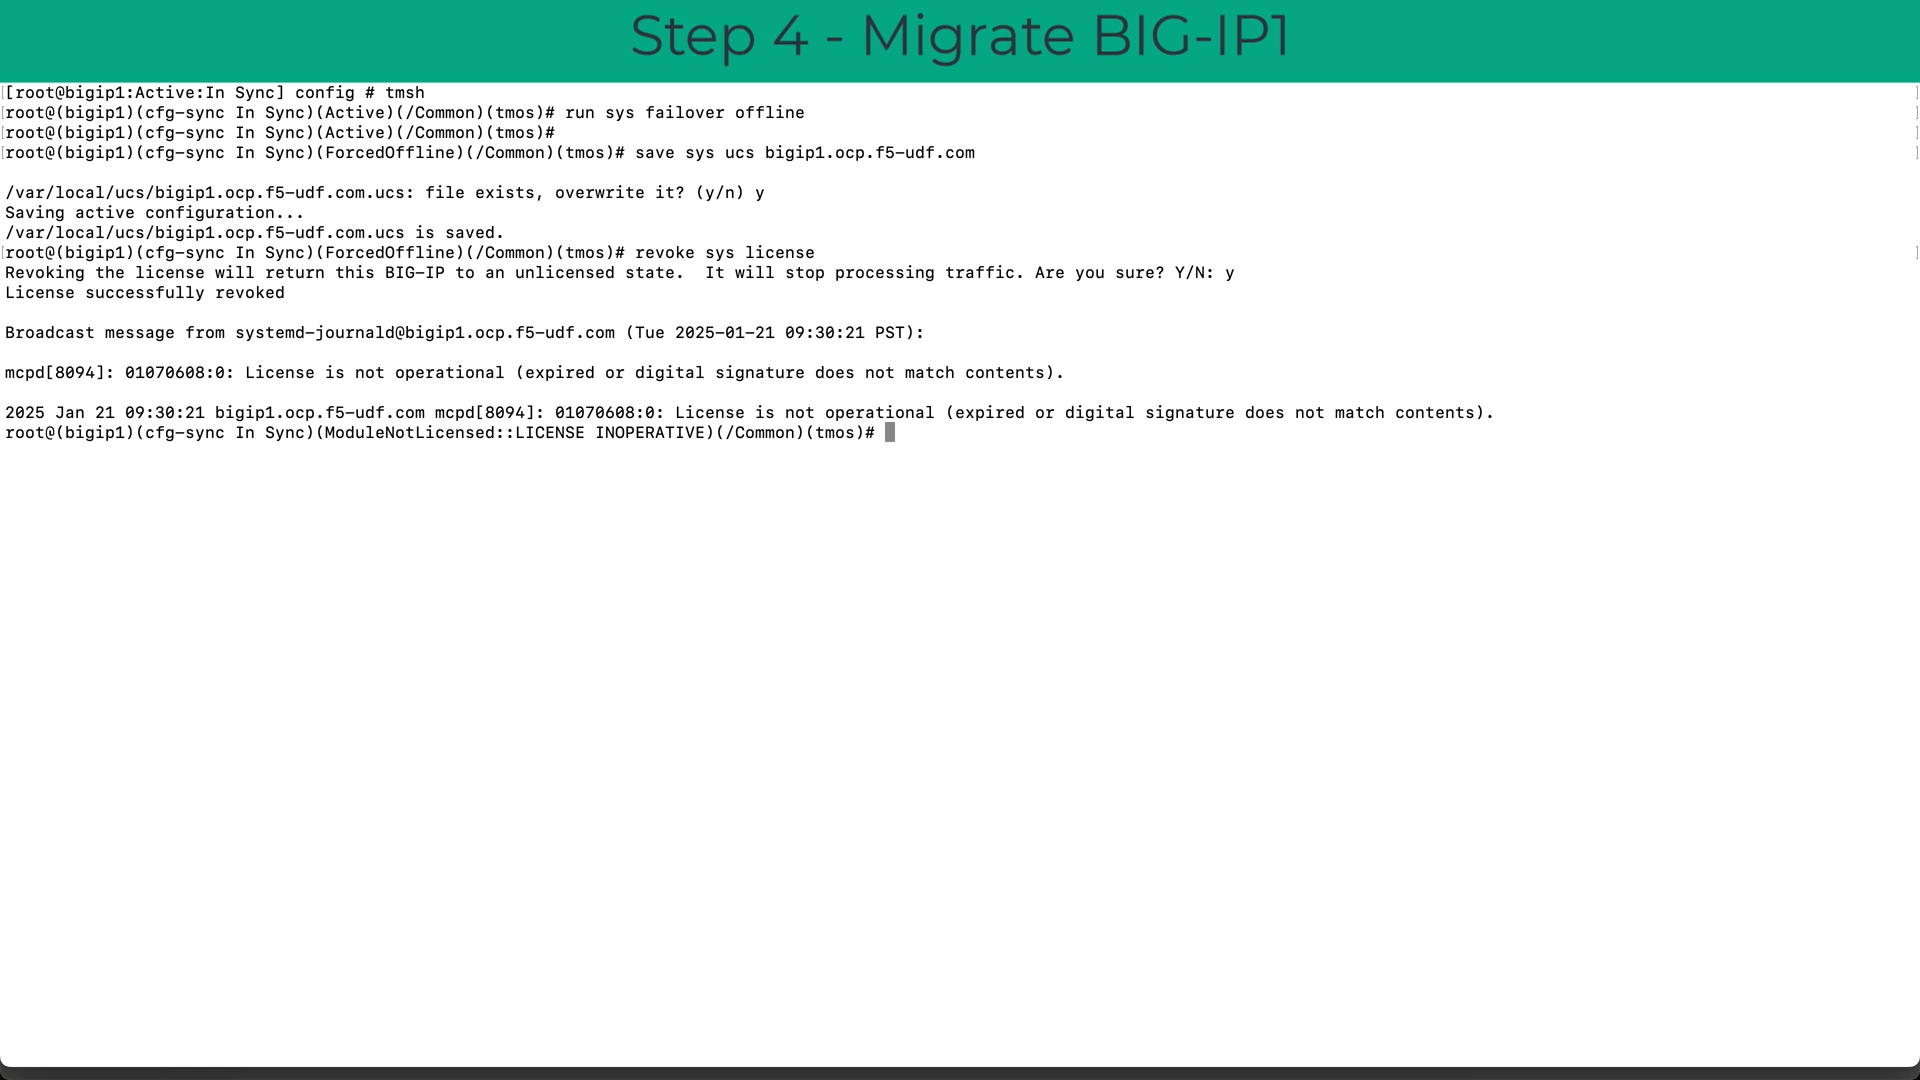 Step 4 - Migrate BIG-IP1
[root@bigip1:Active:In Sync] config # tmsh
root@(bigip1)(cfg-sync In Sync)(Active)(/Common)(tmos)# run sys failover offline
root@(bigip1)(cfg-sync In Sync)(Active)(/Common)(tmos)#
root@(bigip1)(cfg-sync In Sync)(ForcedOffline)(/Common)(tmos)# save sys ucs bigip1.ocp.f5-udf.com
/var/local/ucs/bigip1.ocp.f5-udf.com.ucs: file exists, overwrite it? (y/n) y
Saving active configuration...
/var/local/ucs/bigip1.ocp.f5-udf.com.ucs is saved.
root@(bigip1)(cfg-sync In Sync)(ForcedOffline)(/Common)(tmos)# revoke sys license
Revoking the license will return this BIG-IP to an unlicensed state.  It will stop processing traffic. Are you sure? Y/N: y
License successfully revoked
Broadcast message from systemd-journald@bigip1.ocp.f5-udf.com (Tue 2025-01-21 09:30:21 PST):
mcpd[8094]: 01070608:0: License is not operational (expired or digital signature does not match contents).
2025 Jan 21 09:30:21 bigip1.ocp.f5-udf.com mcpd[8094]: 01070608:0: License is not operational (expired or digital signature does not match contents).
root@(bigip1)(cfg-sync In Sync)(ModuleNotLicensed::LICENSE INOPERATIVE)(/Common)(tmos)#